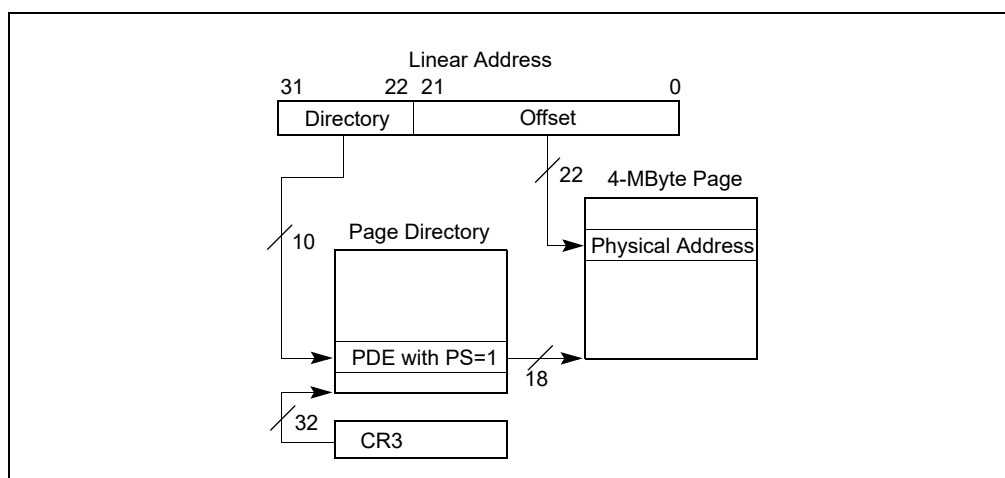 Linear Address
31 22 21 0
Directory Offset
22
4-MByte Page
10
Page Directory
Physical Address
PDE with PS=1
18
32
CR3